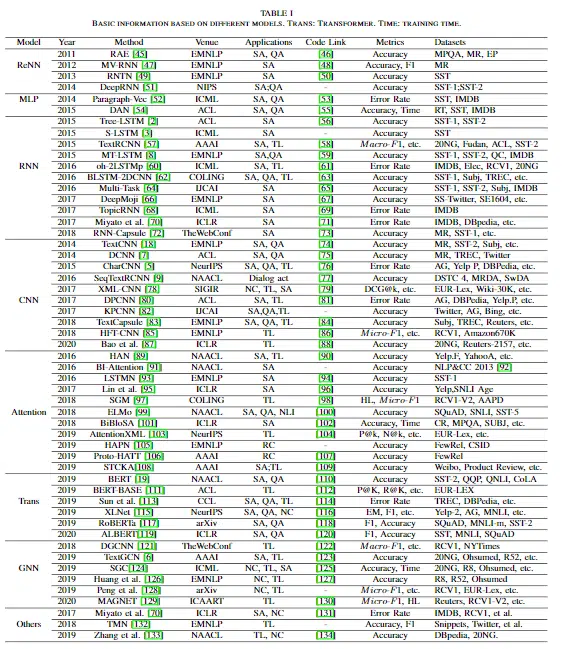 TABLE I
BASIC INFORMATION BASED ON DIFFERENT MODELS. TRANS: TRANSFORMER. TIME: TRAINING TIME.
Model Year Method Venue Applications Code Link Metrics Datasets
ReNN 2011 RAE [45] EMNLP SA, QA [46] Accuracy MPQA, MR, EP
2012 MV-RNN [47] EMNLP SA [48] Accuracy, F1 MR
2013 RNTN [49] EMNLP SA [50] Accuracy SST
2014 DeepRNN [51] NIPS SA;QA - Accuracy SST-1;SST-2
MLP 2014 Paragraph-Vec [52] ICML SA, QA [53] Error Rate SST, IMDB
2015 DAN [54] ACL SA, QA [55] Accuracy, Time RT, SST, IMDB
RNN 2015 Tree-LSTM [2] ACL SA [56] Accuracy SST-1, SST-2
2015 S-LSTM [3] ICML SA - Accuracy SST
2015 TextRCNN [57] AAAI SA, TL [58] Macro-F1, etc. 20NG, Fudan, ACL, SST-2
2015 MT-LSTM [8] EMNLP SA,QA [59] Accuracy SST-1, SST-2, QC, IMDB
2016 oh-2LSTMp [60] ICML SA, TL [61] Error Rate IMDB, Elec, RCV1, 20NG
2016 BLSTM-2DCNN [62] COLING SA, QA, TL [63] Accuracy SST-1, Subj, TREC, etc.
2016 Multi-Task [64] IJCAI SA [65] Accuracy SST-1, SST-2, Subj, IMDB
2017 DeepMoji [66] EMNLP SA [67] Accuracy SS-Twitter, SE1604, etc.
2017 TopicRNN [68] ICML SA [69] Error Rate IMDB
2017 Miyato et al. [70] ICLR SA [71] Error Rate IMDB, DBpedia, etc.
2018 RNN-Capsule [72] TheWebConf SA [73] Accuracy MR, SST-1, etc.
CNN 2014 TextCNN [18] EMNLP SA, QA [74] Accuracy MR, SST-2, Subj, etc.
2014 DCNN [7] ACL SA, QA [75] Accuracy MR, TREC, Twitter
2015 CharCNN [5] NeurIPS SA, QA, TL [76] Error Rate AG, Yelp P, DBPedia, etc.
2016 SeqTextRCNN [9] NAACL Dialog act [77] Accuracy DSTC 4, MRDA, SwDA
2017 XML-CNN [78] SIGIR NC, TL, SA [79] DCG@k, etc. EUR-Lex, Wiki-30K, etc.
2017 DPCNN [80] ACL SA, TL [81] Error Rate AG, DBPedia, Yelp.P, etc.
2017 KPCNN [82] IJCAI SA,QA,TL - Accuracy Twitter, AG, Bing, etc.
2018 TextCapsule [83] EMNLP SA, QA, TL [84] Accuracy Subj, TREC, Reuters, etc.
2018 HFT-CNN [85] EMNLP TL [86] Micro-F1, etc. RCV1, Amazon670K
2020 Bao et al. [87] ICLR TL [88] Accuracy 20NG, Reuters-2157, etc.
Attention 2016 HAN [89] NAACL SA, TL [90] Accuracy Yelp.F, YahooA, etc.
2016 BI-Attention [91] NAACL SA - Accuracy NLP&CC 2013 [92]
2016 LSTMN [93] EMNLP SA [94] Accuracy SST-1
2017 Lin et al. [95] ICLR SA [96] Accuracy Yelp,SNLI Age
2018 SGM [97] COLING TL [98] HL, Micro-F1 RCV1-V2, AAPD
2018 ELMo [99] NAACL SA, QA, NLI [100] Accuracy SQuAD, SNLI, SST-5
2018 BiBloSA [101] ICLR SA [102] Accuracy, Time CR, MPQA, SUBJ, etc.
2019 AttentionXML [103] NeurIPS TL [104] P@k, N@k, etc. EUR-Lex, etc.
2019 HAPN [105] EMNLP RC - Accuracy FewRel, CSID
2019 Proto-HATT [106] AAAI RC [107] Accuracy FewRel
2019 STCKA[108] AAAI SA;TL [109] Accuracy Weibo, Product Review, etc.
Trans 2019 BERT [19] NAACL SA, QA [110] Accuracy SST-2, QQP, QNLI, CoLA
2019 BERT-BASE [111] ACL TL [112] P@K, R@K, etc. EUR-LEX
2019 Sun et al. [113] CCL SA, QA, TL [114] Error Rate TREC, DBPedia, etc.
2019 XLNet [115] NeurIPS SA, QA, NC [116] EM, F1, etc. Yelp-2, AG, MNLI, etc.
2019 RoBERTa [117] arXiv SA, QA [118] F1, Accuracy SQuAD, MNLI-m, SST-2
2020 ALBERT[119] ICLR SA, QA [120] F1, Accuracy SST, MNLI, SQuAD
GNN 2018 DGCNN [121] TheWebConf TL [122] Macro-F1, etc. RCV1, NYTimes
2019 TextGCN [6] AAAI SA, TL [123] Accuracy 20NG, Ohsumed, R52, etc.
2019 SGC[124] ICML NC, TL, SA [125] Accuracy, Time 20NG, R8, Ohsumed, etc.
2019 Huang et al. [126] EMNLP NC, TL [127] Accuracy R8, R52, Ohsumed
2019 Peng et al. [128] arXiv NC, TL - Micro-F1, etc. RCV1, EUR-Lex, etc.
2020 MAGNET [129] ICAART TL [130] Micro-F1, HL Reuters, RCV1-V2, etc.
Others 2017 Miyato et al. [70] ICLR SA, NC [131] Error Rate IMDB, RCV1, et al.
2018 TMN [132] EMNLP TL - Accuracy, F1 Snippets, Twitter, et al.
2019 Zhang et al. [133] NAACL TL, NC [134] Accuracy DBpedia, 20NG.